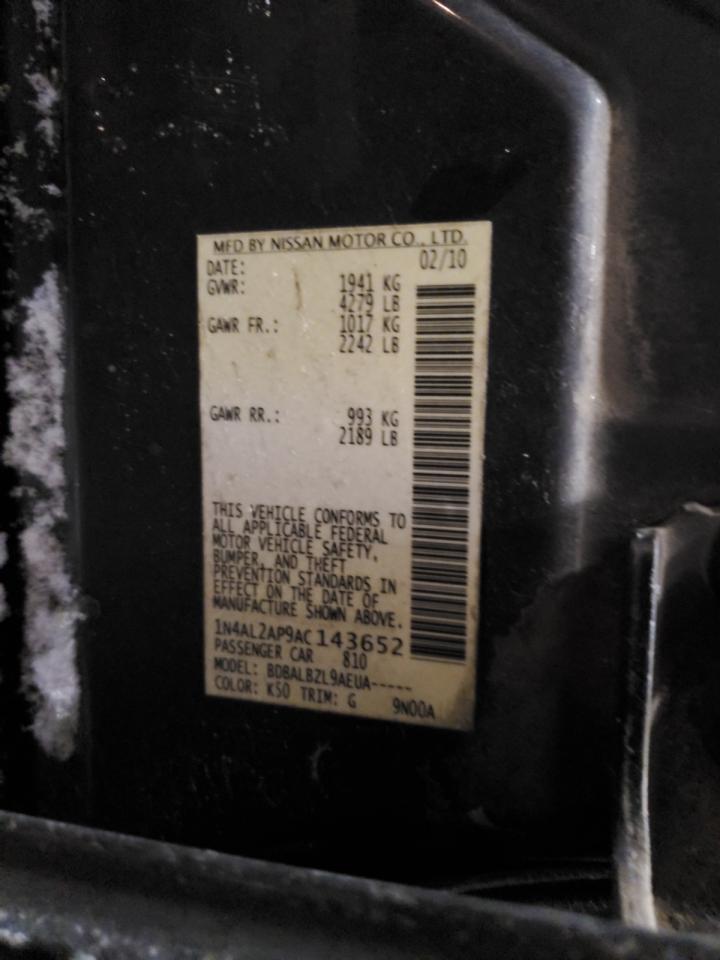 MFD BY NISSAN MOTOR CO., LTD.
DATE: 02/10
GVWR: 1941 KG
4279 LB
GAWR FR.: 1017 KG
2242 LB
GAWR RR.: 993 KG
2189 LB
THIS VEHICLE CONFORMS TO
ALL APPLICABLE FEDERAL
MOTOR VEHICLE SAFETY,
BUMPER, AND THEFT
PREVENTION STANDARDS IN
EFFECT ON THE DATE OF
MANUFACTURE SHOWN ABOVE.
1N4AL2AP9AC143652
PASSENGER CAR 810
MODEL: BDBALBZL9AEUA-----
COLOR: K50 TRIM: G 9N00A